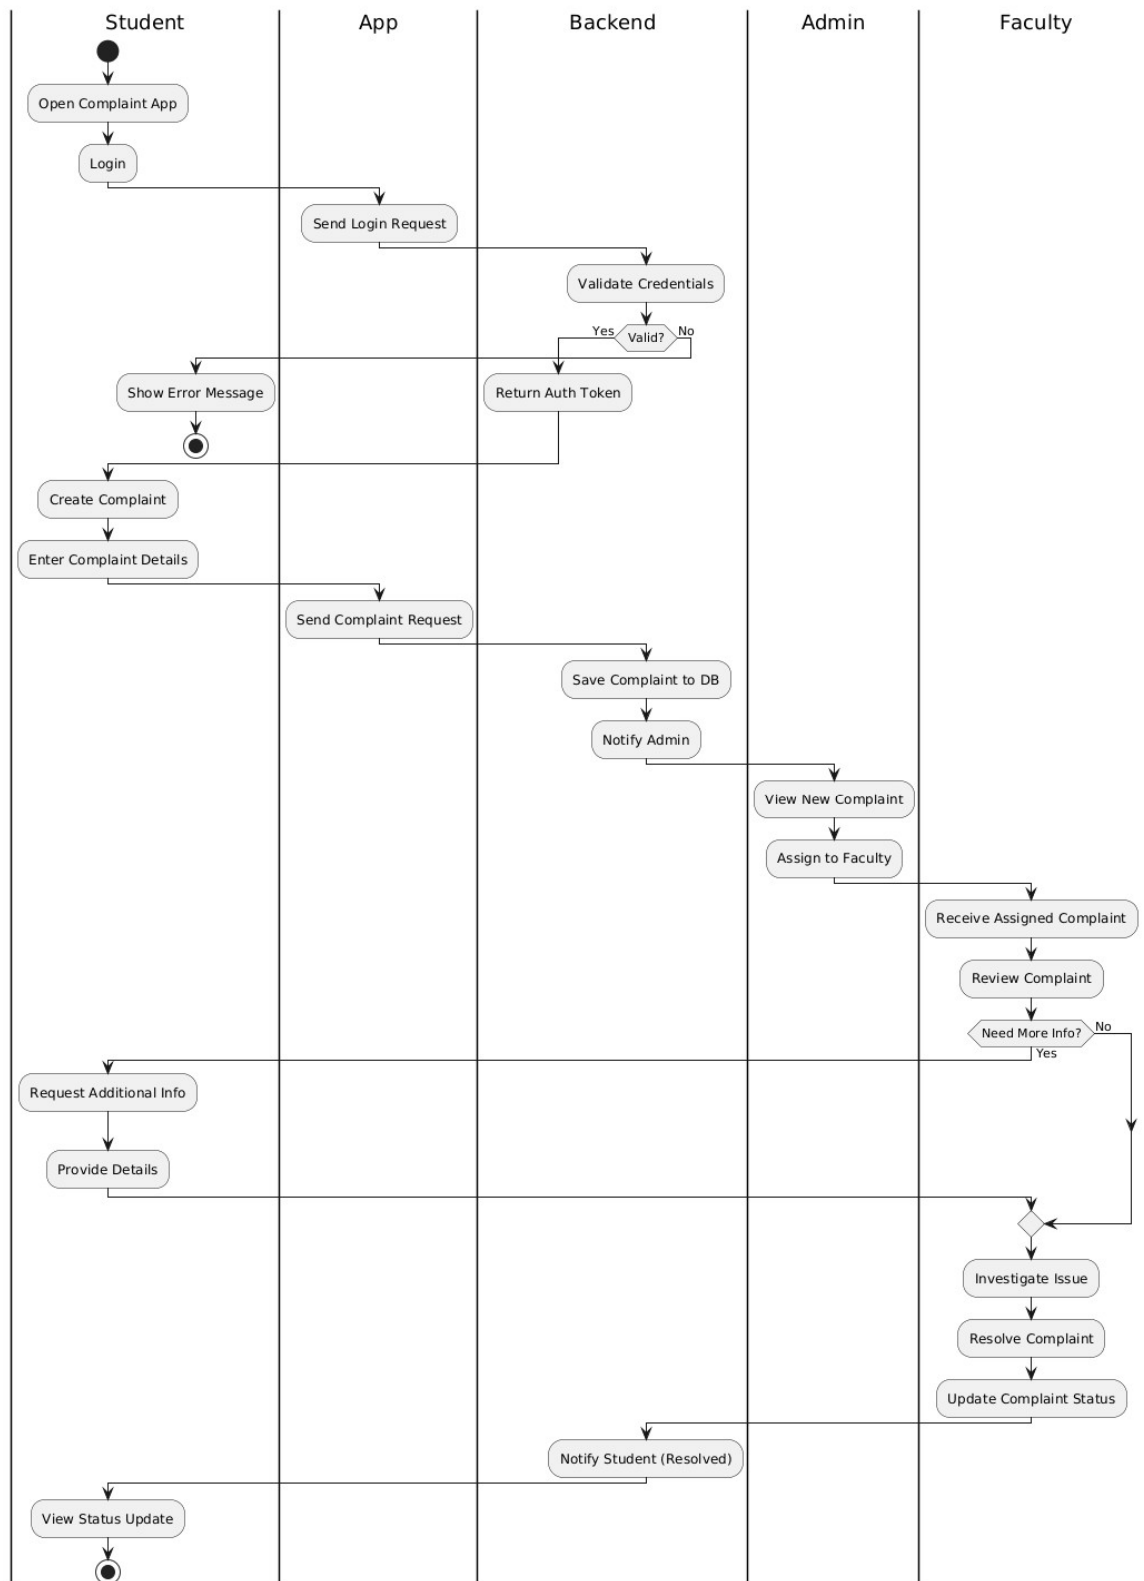 Student
App
Backend
Admin
Faculty
Open Complaint App
Login
Send Login Request
Validate Credentials
Yes
Valid?
No
Show Error Message
Return Auth Token
Create Complaint
Enter Complaint Details
Send Complaint Request
Save Complaint to DB
Notify Admin
View New Complaint
Assign to Faculty
Receive Assigned Complaint
Review Complaint
Need More Info?
No
Yes
Request Additional Info
Provide Details
Investigate Issue
Resolve Complaint
Update Complaint Status
Notify Student (Resolved)
View Status Update